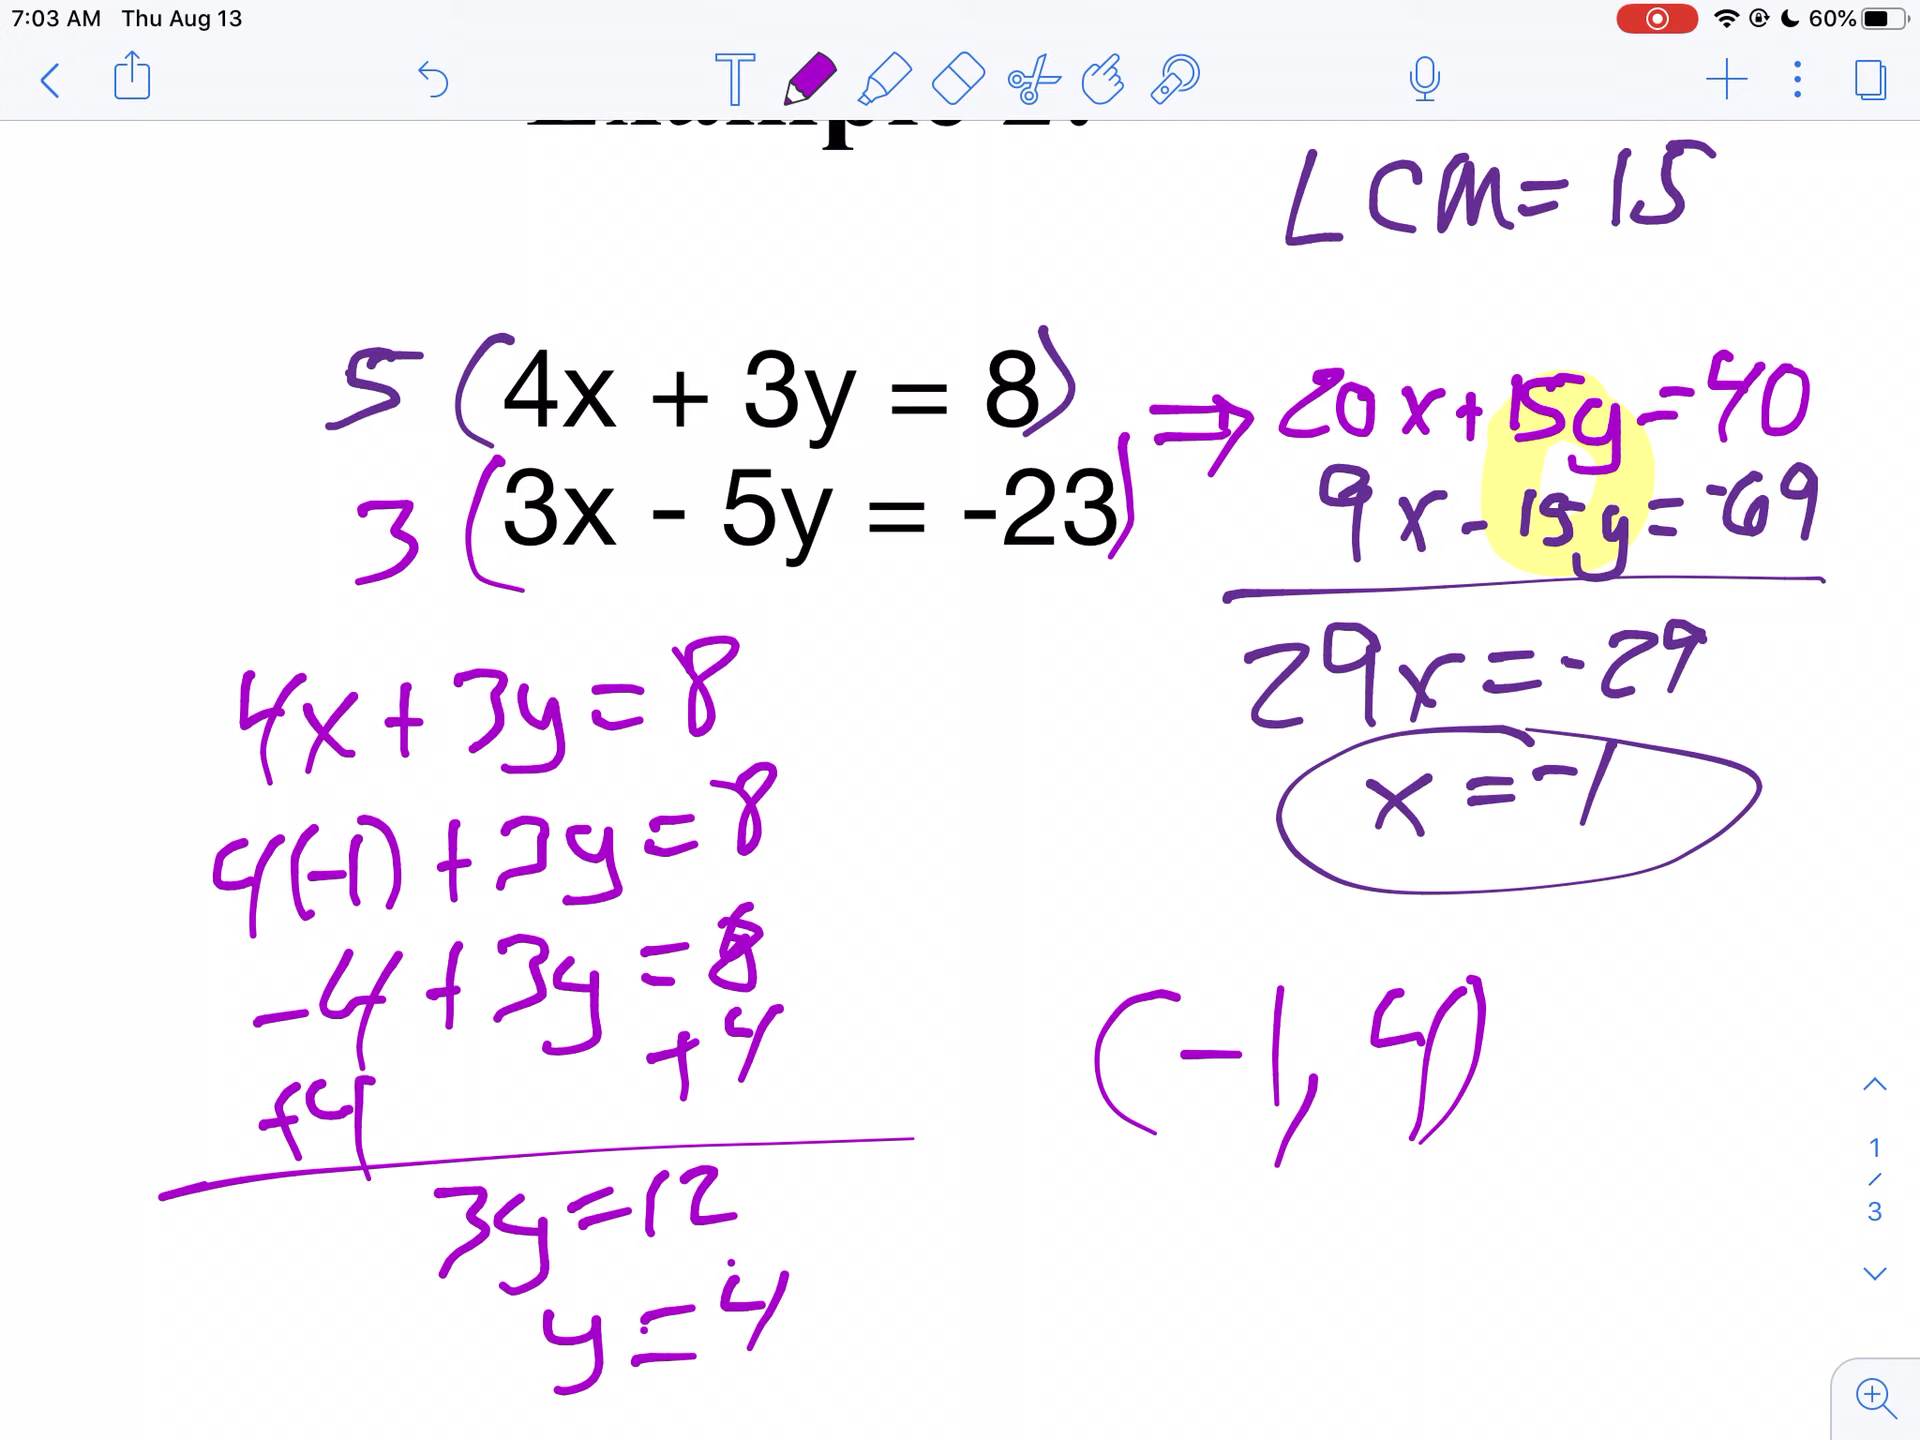 7:03 AM Thu Aug 13
60%
Example 2:
LCM = 15
5 (4x + 3y = 8) ⇒ 20x + 15y = 40
3 (3x - 5y = -23) 9x - 15y = -69
29x = -29
x = -1
4x + 3y = 8
4(-1) + 3y = 8
-4 + 3y = 8
+4 +4
3y = 12
y = 4
(-1, 4)
1
/
3